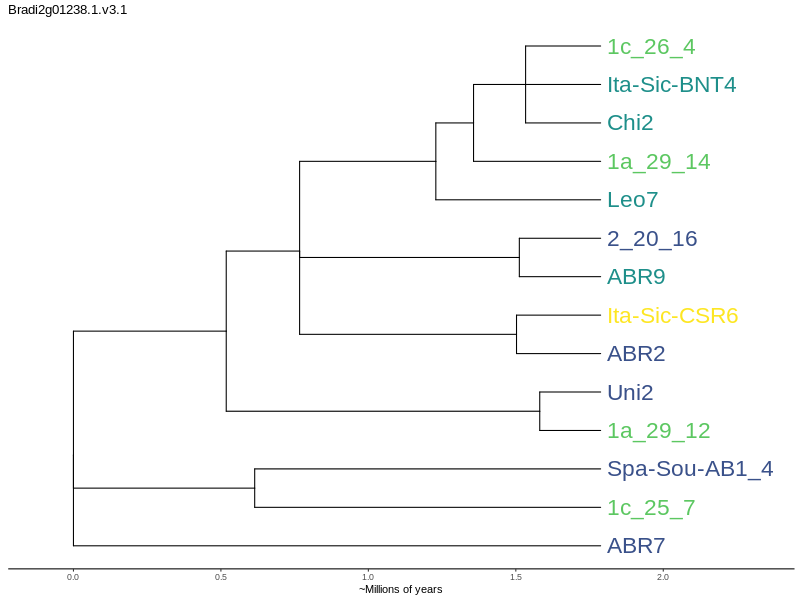 Bradi2g01238.1.v3.1
1c_26_4
Ita-Sic-BNT4
Chi2
1a_29_14
Leo7
2_20_16
ABR9
Ita-Sic-CSR6
ABR2
Uni2
1a_29_12
Spa-Sou-AB1_4
1c_25_7
ABR7
0.0 0.5 1.0 1.5 2.0
~Millions of years